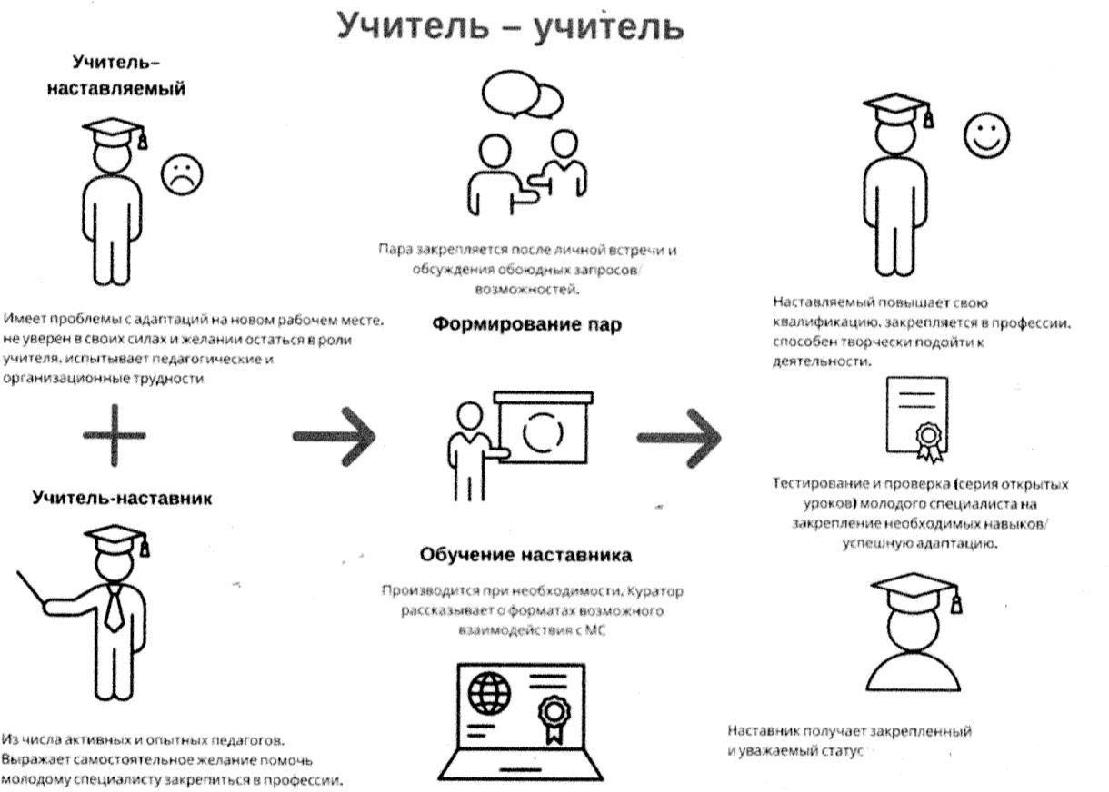 Учитель – учитель
Учитель–
наставляемый
Имеет проблемы с адаптаций на новом рабочем месте,
не уверен в своих силах и желании остаться в роли
учителя, испытывает педагогические и
организационные трудности
Учитель-наставник
Из числа активных и опытных педагогов.
Выражает самостоятельное желание помочь
молодому специалисту закрепиться в профессии.
Пара закрепляется после личной встречи и
обсуждения обоюдных запросов/
возможностей.
Формирование пар
Обучение наставника
Производится при необходимости. Куратор
рассказывает о форматах возможного
взаимодействия с МС
Наставляемый повышает свою
квалификацию, закрепляется в профессии,
способен творчески подойти к
деятельности.
Тестирование и проверка (серия открытых
уроков) молодого специалиста на
закрепление необходимых навыков/
успешную адаптацию.
Наставник получает закрепленный
и уважаемый статус